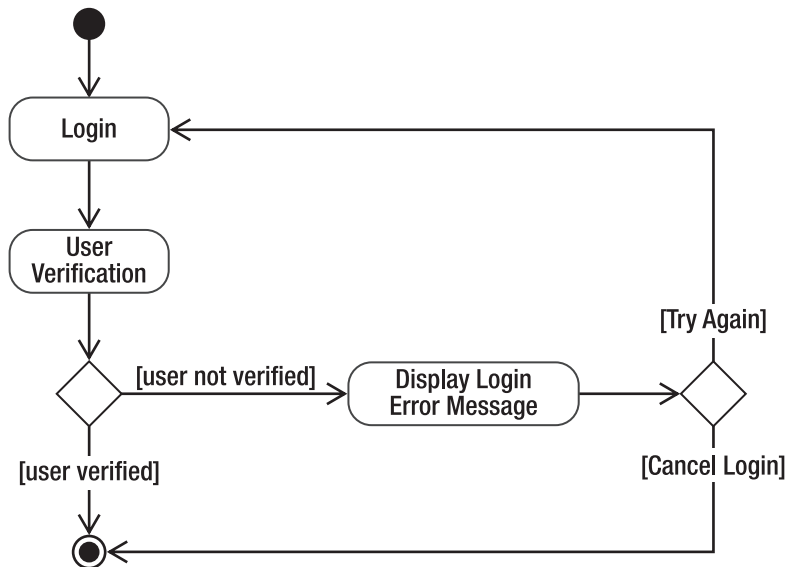 Login
User
Verification
[Try Again]
[user not verified]
Display Login
Error Message
[user verified]
[Cancel Login]